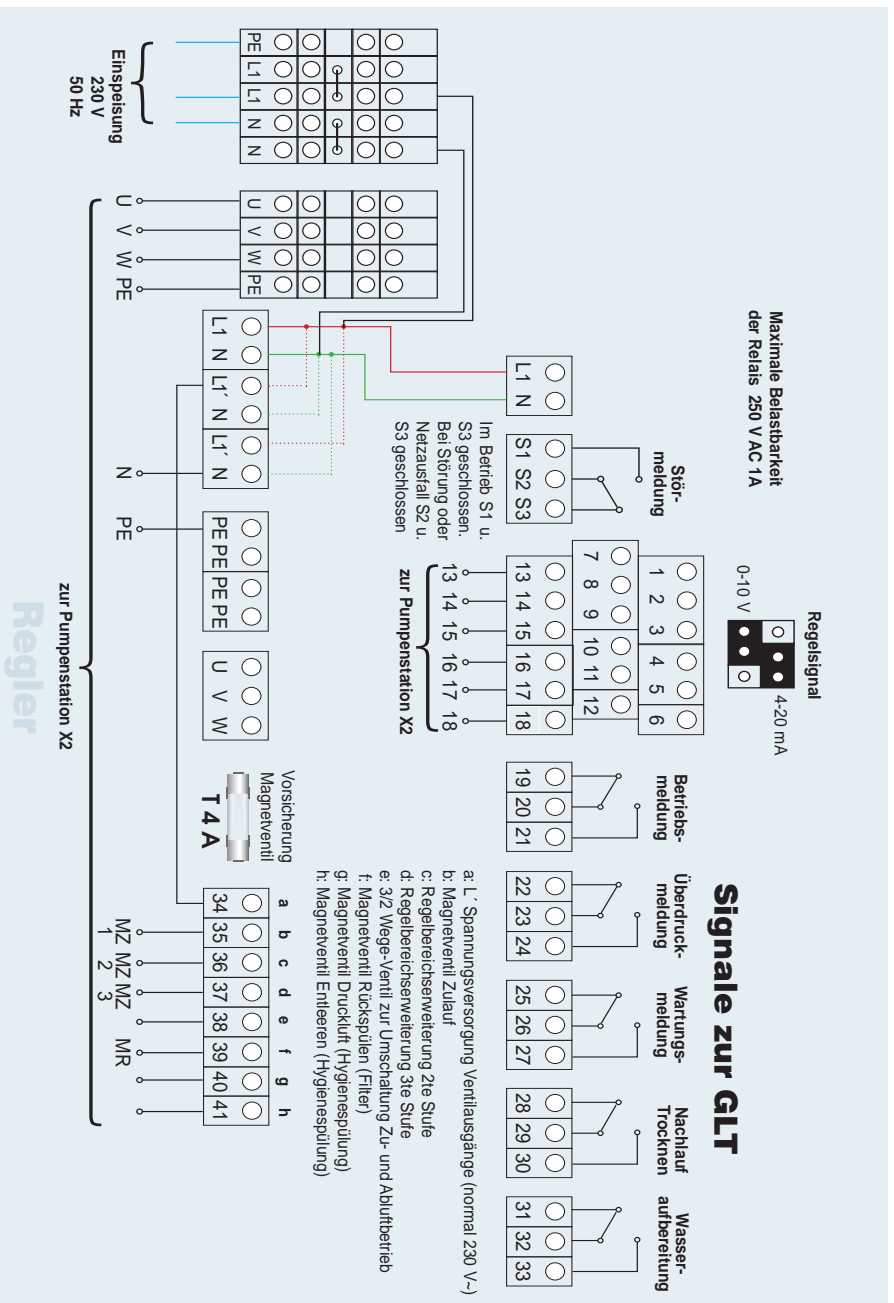 Signale zur GLT
Maximale Belastbarkeit
der Relais 250 V AC 1A
Regelsignal
0-10 V
4-20 mA
Stör-
meldung
Betriebs-
meldung
Überdruck-
meldung
Wartungs-
meldung
Nachlauf
Trocknen
Wasser-
aufbereitung
1 2 3 4 5 6
7 8 9 10 11 12
L1 N
S1 S2 S3
13 14 15 16 17 18
19 20 21
22 23 24
25 26 27
28 29 30
31 32 33
13 14 15 16 17 18
zur Pumpenstation X2
Im Betrieb S1 u.
S3 geschlossen.
Bei Störung oder
Netzausfall S2 u.
S3 geschlossen
a: L´ Spannungsversorgung Ventilausgänge (normal 230 V~)
b: Magnetventil Zulauf
c: Regelbereichserweiterung 2te Stufe
d: Regelbereichserweiterung 3te Stufe
e: 3/2 Wege-Ventil zur Umschaltung Zu- und Abluftbetrieb
f: Magnetventil Rückspülen (Filter)
g: Magnetventil Druckluft (Hygienespülung)
h: Magnetventil Entleeren (Hygienespülung)
Vorsicherung
Magnetventil
T 4 A
PE L1 L1 N N
U V W PE
L1 N L1´ N L1´ N
PE PE PE PE
U V W
a b c d e f g h
34 35 36 37 38 39 40 41
Einspeisung
230 V
50 Hz
U V W PE
N
PE
MZ MZ MZ MR
1 2 3
zur Pumpenstation X2
Regler